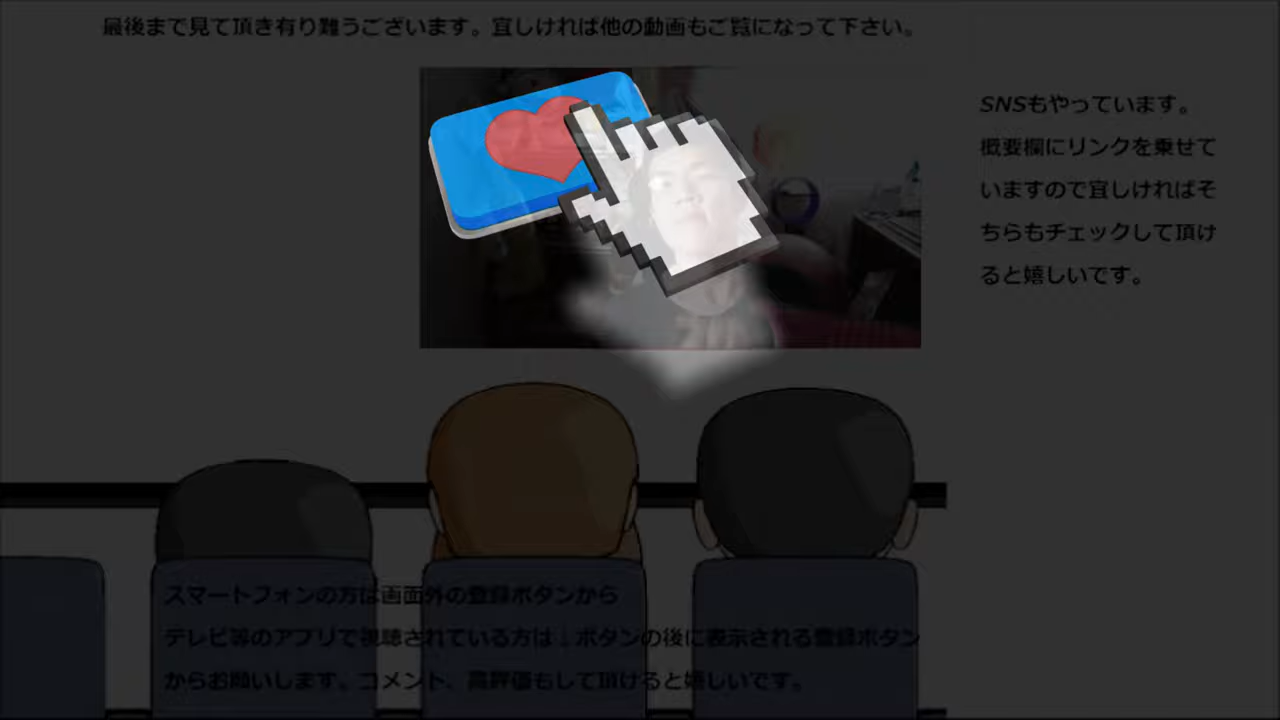 最後まで見て頂き有り難うございます。宜しければ他の動画もご覧になって下さい。
SNSもやっています。
概要欄にリンクを乗せて
いますので宜しければそ
ちらもチェックして頂け
ると嬉しいです。
スマートフォンの方は画面外の登録ボタンから
テレビ等のアプリで視聴されている方は↓ボタンの後に表示される登録ボタン
からお願いします。コメント、高評価もして頂けると嬉しいです。